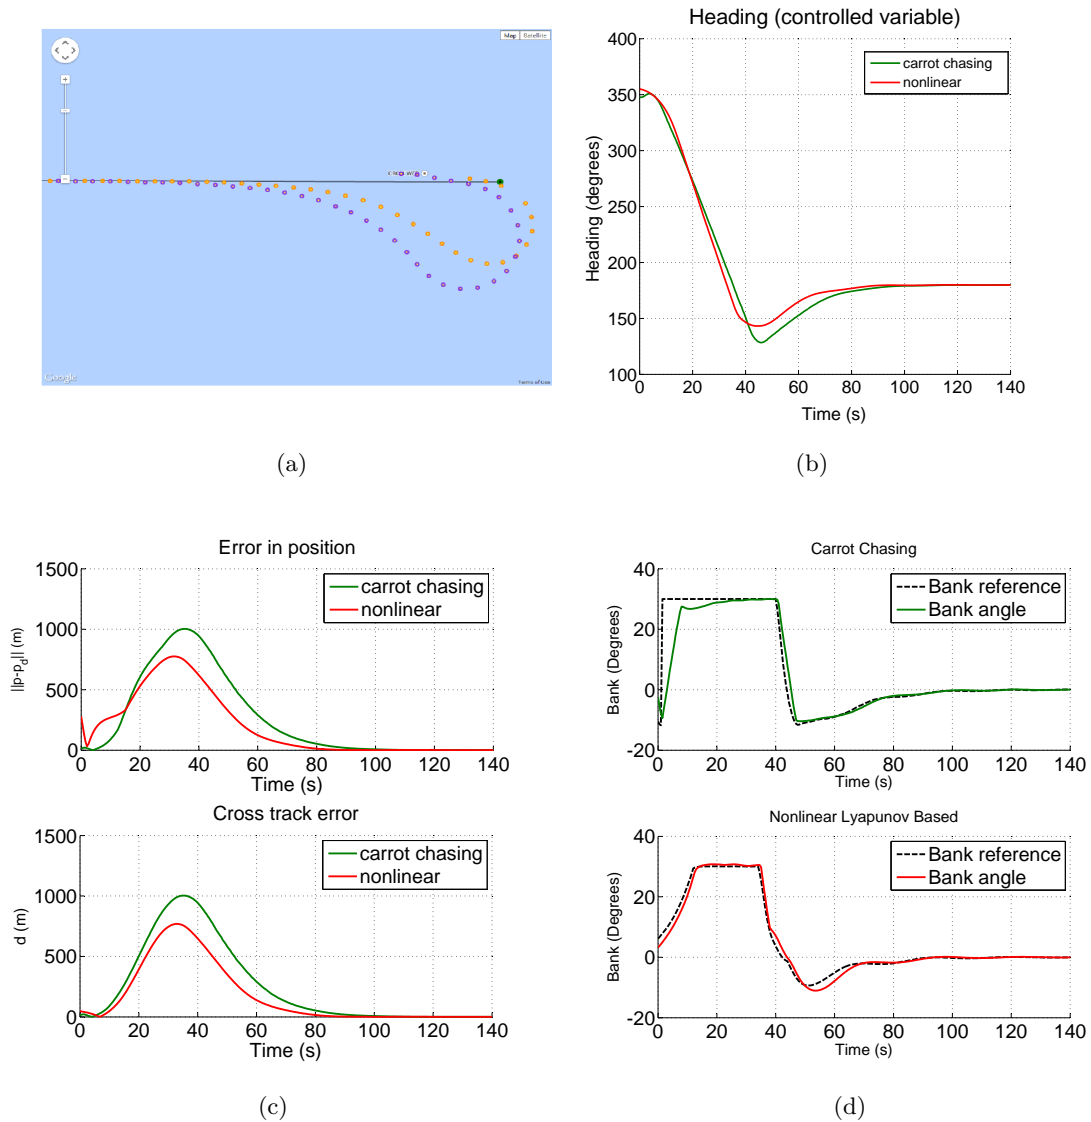 Map Satellite
+
−
Google
Terms of Use
Heading (controlled variable)
400
350
300
250
200
150
100
Heading (degrees)
carrot chasing
nonlinear
0 20 40 60 80 100 120 140
Time (s)
(a)
(b)
Error in position
1500
1000
500
0
||p-p_d|| (m)
carrot chasing
nonlinear
0 20 40 60 80 100 120 140
Time (s)
Cross track error
1500
1000
500
0
d (m)
carrot chasing
nonlinear
0 20 40 60 80 100 120 140
Time (s)
(c)
Carrot Chasing
40
20
0
-20
Bank (Degrees)
Bank reference
Bank angle
0 20 40 60 80 100 120 140
Time (s)
Nonlinear Lyapunov Based
40
20
0
-20
Bank (Degrees)
Bank reference
Bank angle
0 20 40 60 80 100 120 140
Time (s)
(d)